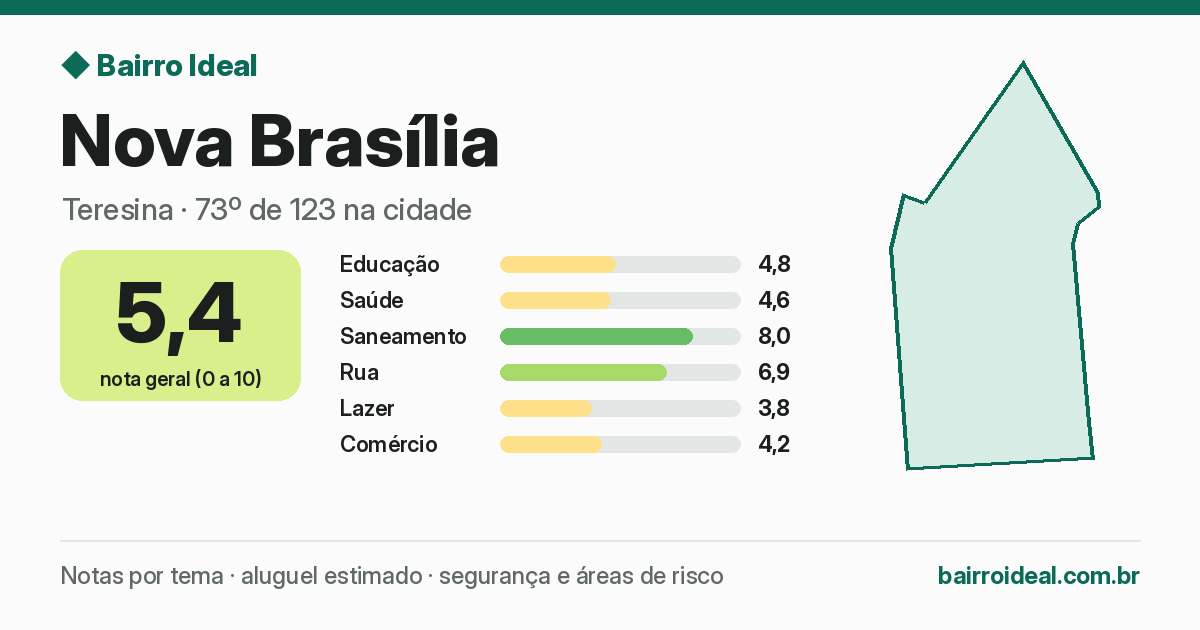 Bairro Ideal
Nova Brasília
Teresina · 73º de 123 na cidade
5,4
nota geral (0 a 10)
Educação 4,8
Saúde 4,6
Saneamento 8,0
Rua 6,9
Lazer 3,8
Comércio 4,2
Notas por tema · aluguel estimado · segurança e áreas de risco
bairroideal.com.br